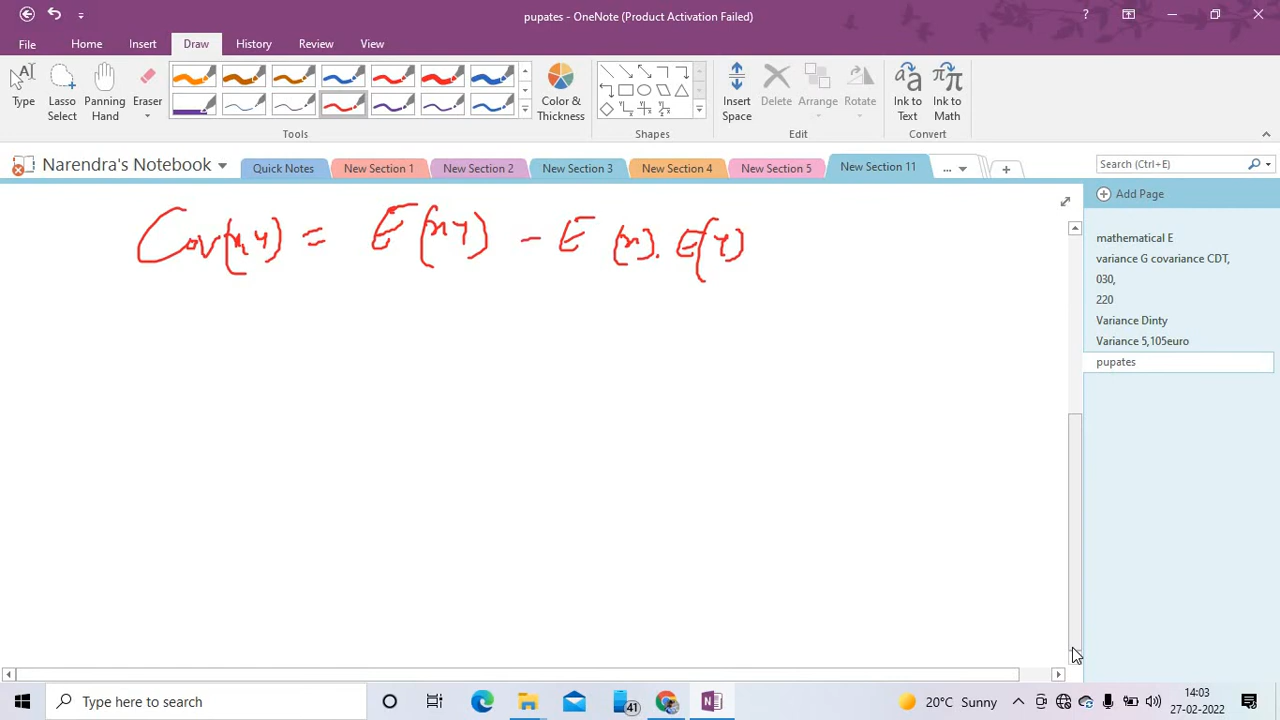 pupates - OneNote (Product Activation Failed)
File Home Insert Draw History Review View
Type
Lasso Select
Panning Hand
Eraser
Color & Thickness
Insert Space
Delete
Arrange
Rotate
Ink to Text
Ink to Math
Tools
Shapes
Edit
Convert
Narendra's Notebook
Quick Notes
New Section 1
New Section 2
New Section 3
New Section 4
New Section 5
New Section 11
...
Search (Ctrl+E)
Add Page
Cov(x,y) = E(xy) - E(x). E(y)
mathematical E
variance G covariance CDT,
030,
220
Variance Dinty
Variance 5,105euro
pupates
Type here to search
41
20°C Sunny
14:03
27-02-2022